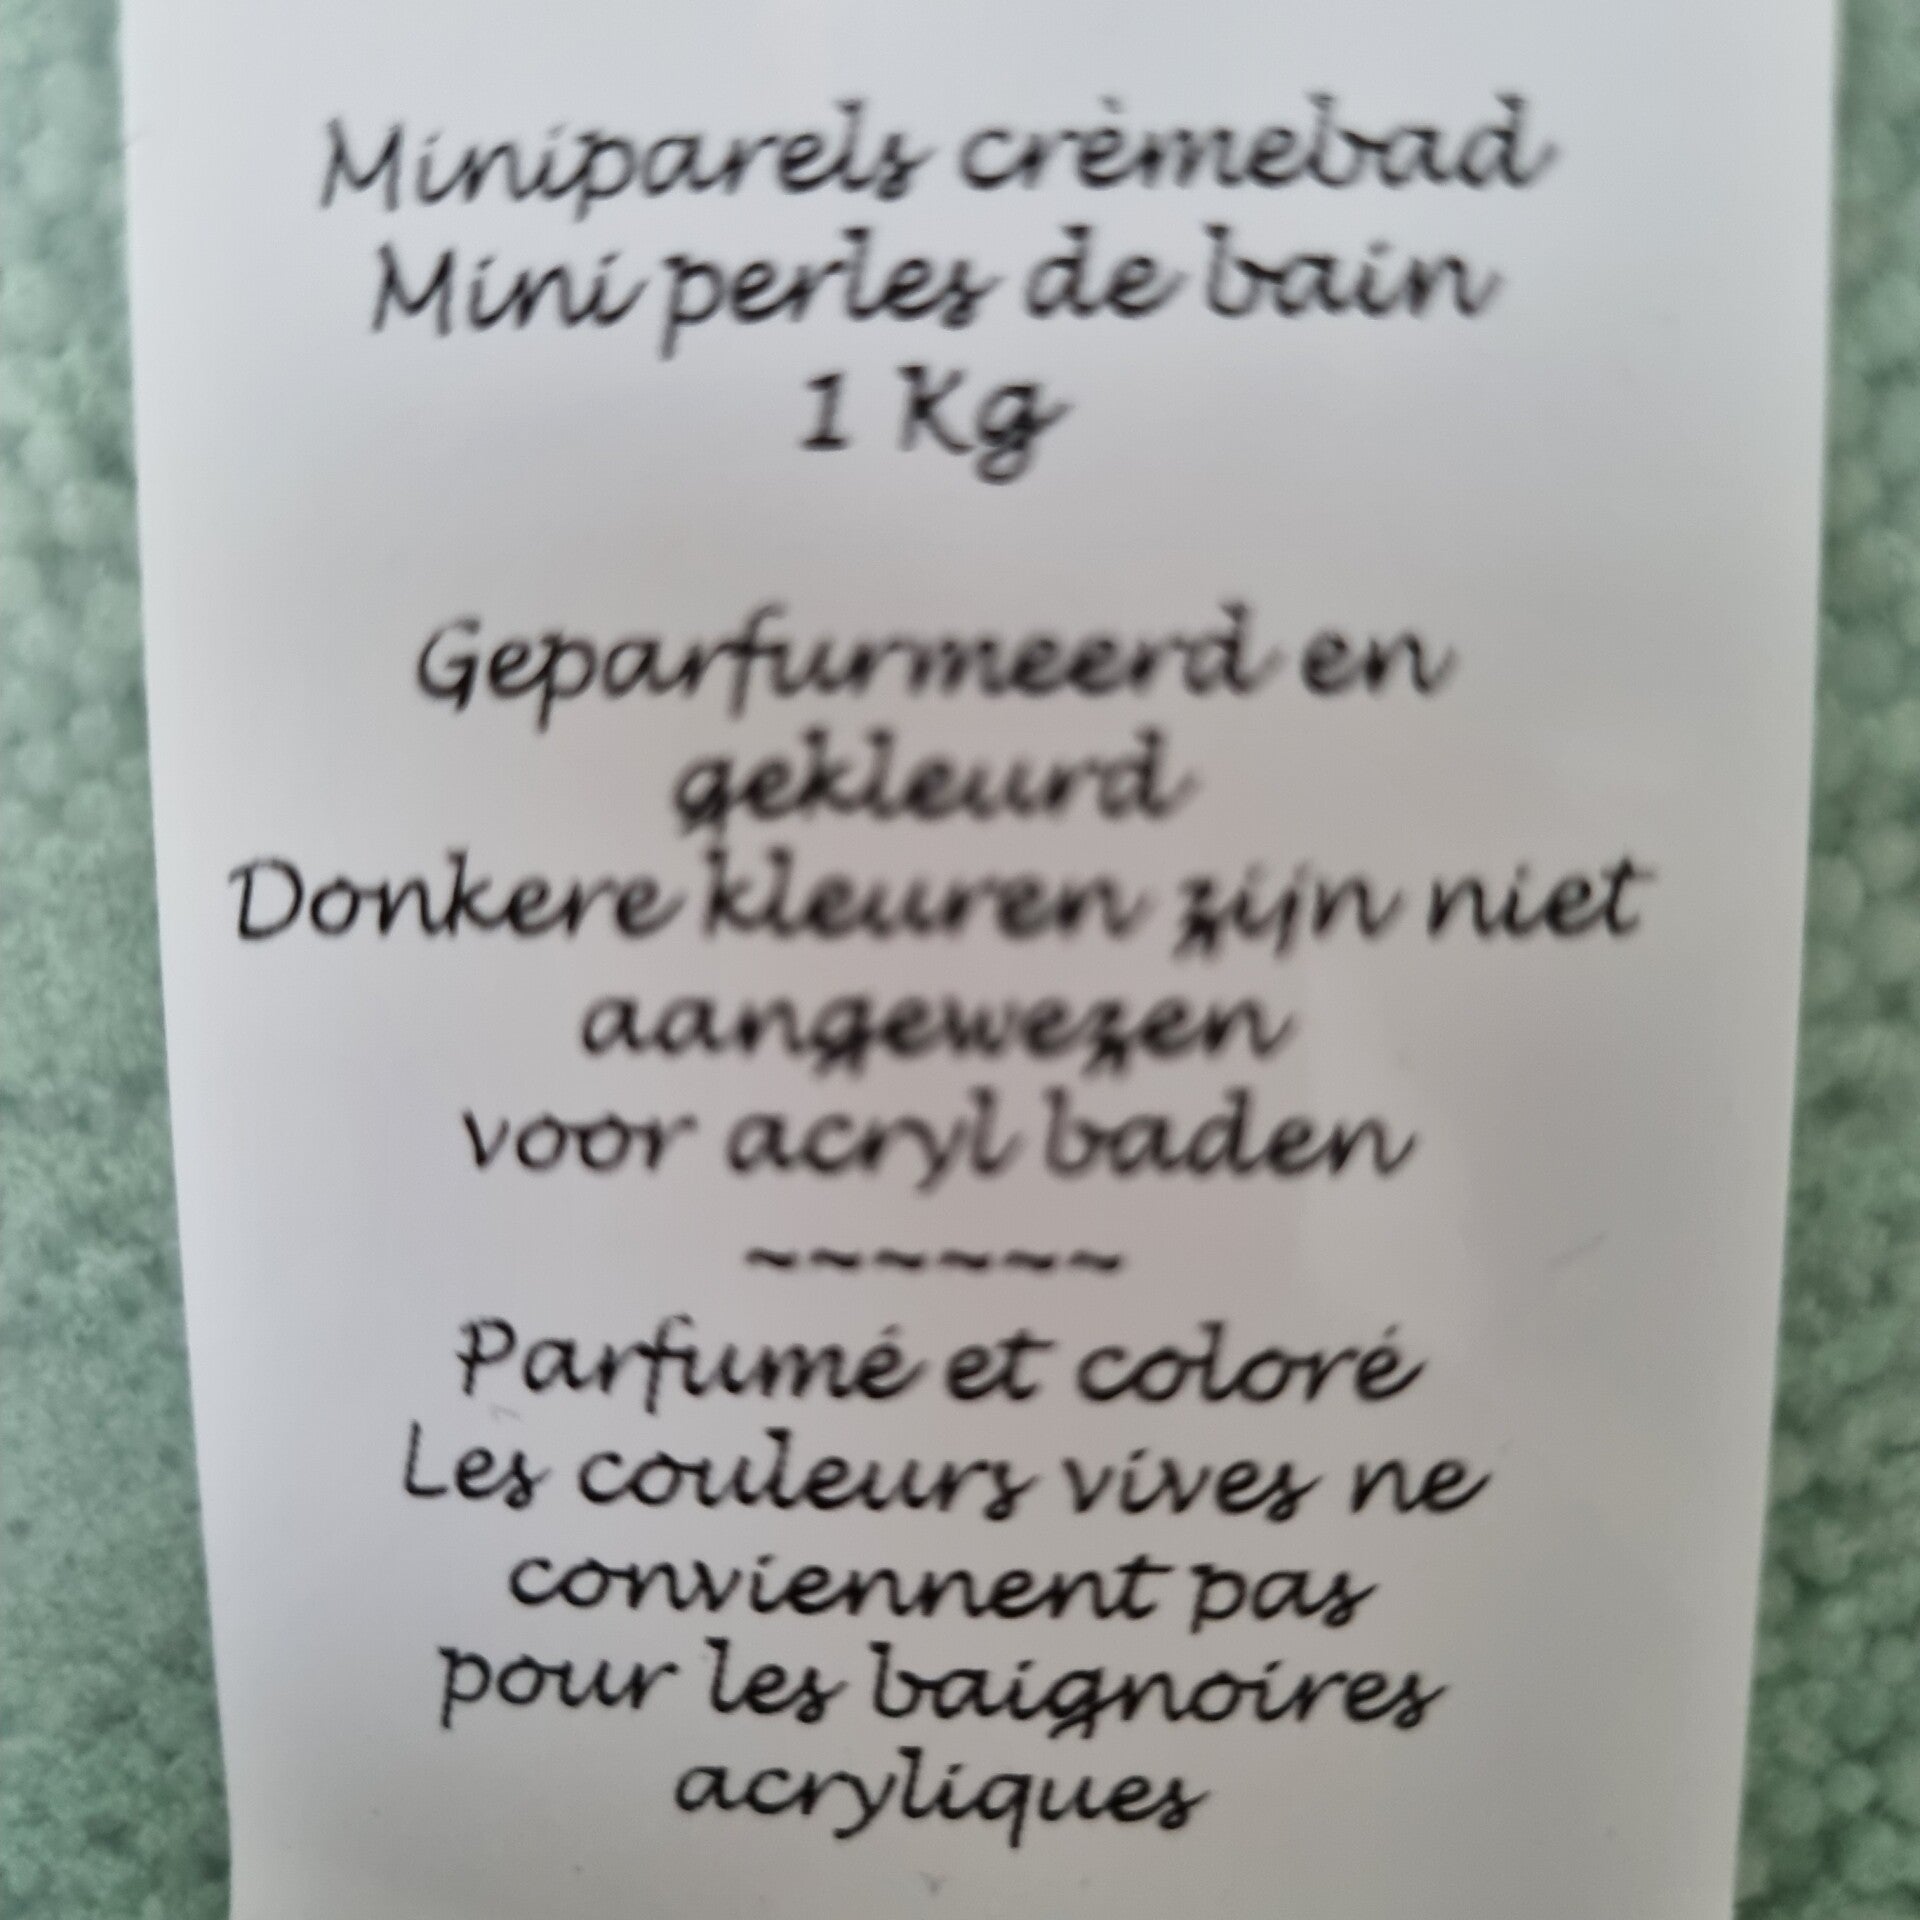 Miniparels crèmebad
Mini perles de bain
1 Kg
Geparfurmeerd en
gekleurd
Donkere kleuren zijn niet
aangewezen
voor acryl baden
~~~~~~
Parfumé et coloré
Les couleurs vives ne
conviennent pas
pour les baignoires
acryliques